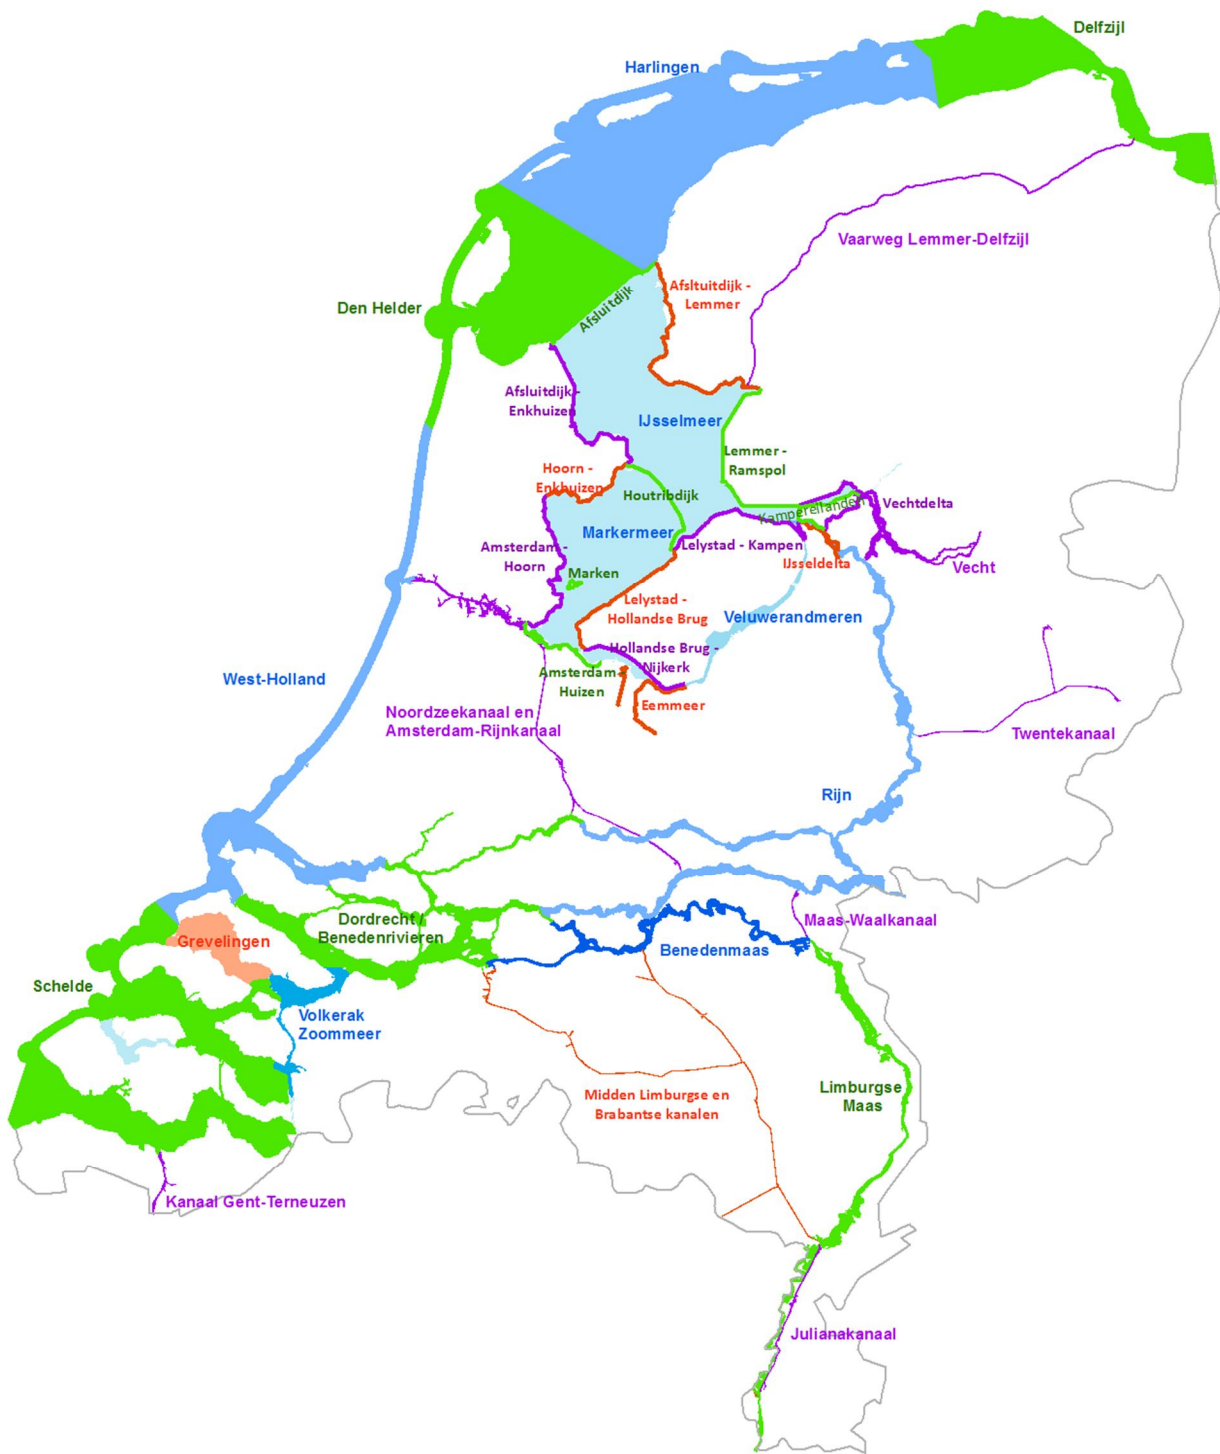 Delfzijl
Harlingen
Vaarweg Lemmer-Delfzijl
Afsltuitdijk -
Lemmer
Afsluitdijk
Den Helder
Afsluitdijk -
Enkhuizen
IJsselmeer
Lemmer -
Ramspol
Hoorn -
Enkhuizen
Houtribdijk
Kampereilanden
Vechtdelta
Markermeer
Lelystad - Kampen
Amsterdam -
Hoorn
IJsseldelta
Vecht
Marken
Lelystad -
Hollandse Brug
Veluwerandmeren
Hollandse Brug -
Nijkerk
West-Holland
Amsterdam -
Huizen
Eemmeer
Noordzeekanaal en
Amsterdam-Rijnkanaal
Twentekanaal
Rijn
Dordrecht /
Benedenrivieren
Maas-Waalkanaal
Grevelingen
Benedenmaas
Schelde
Volkerak
Zoommeer
Midden Limburgse en
Brabantse kanalen
Limburgse
Maas
Kanaal Gent-Terneuzen
Julianakanaal